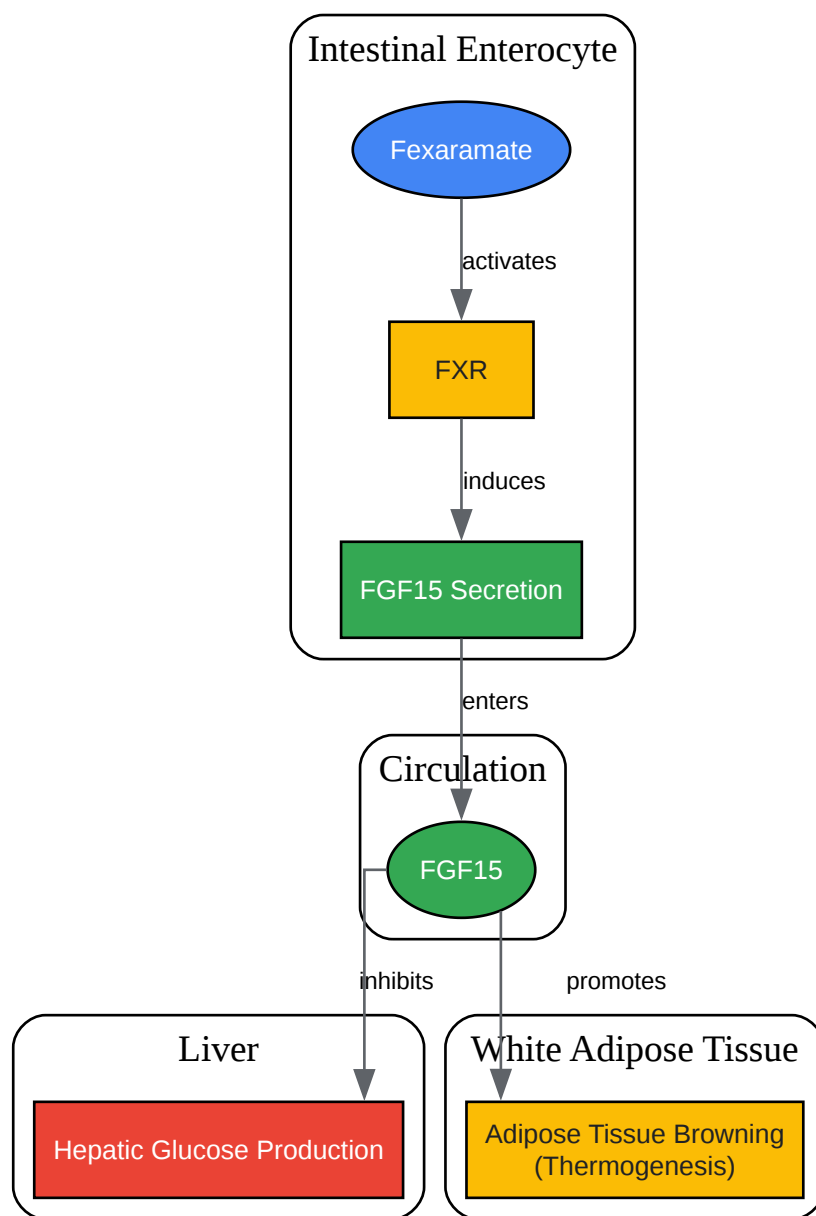 Intestinal Enterocyte
Fexaramate
activates
FXR
induces
FGF15 Secretion
enters
Circulation
FGF15
inhibits
promotes
Liver
White Adipose Tissue
Hepatic Glucose Production
Adipose Tissue Browning
(Thermogenesis)